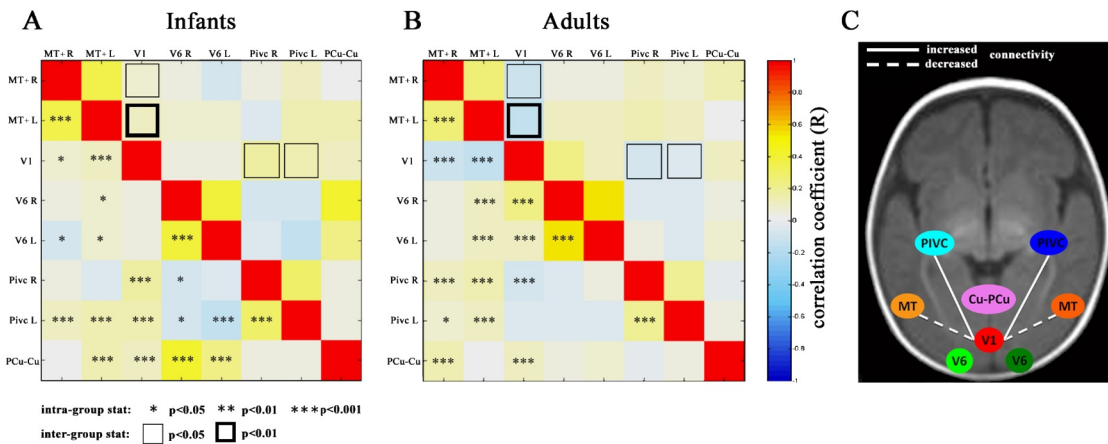 A Infants
MT+ R MT+ L V1 V6 R V6 L Pivc R Pivc L PCu-Cu
MT+ R
MT+ L
***
V1
* ***
V6 R
*
V6 L
* * ***
Pivc R
*** *
Pivc L
*** *** *** * *** ***
PCu-Cu
*** *** *** ***
intra-group stat: * p<0.05 ** p<0.01 ***p<0.001
inter-group stat: p<0.05 p<0.01
B Adults
MT+ R MT+ L V1 V6 R V6 L Pivc R Pivc L PCu-Cu
MT+ R
MT+ L
***
V1
*** ***
V6 R
*** ***
V6 L
*** *** ***
Pivc R
*** *** ***
Pivc L
* *** ***
PCu-Cu
*** ***
1
0.8
0.6
0.4
0.2
0
-0.2
-0.4
-0.6
-0.8
-1
correlation coefficient (R)
C
increased connectivity
decreased
PIVC PIVC
Cu-PCu
MT MT
V1
V6 V6